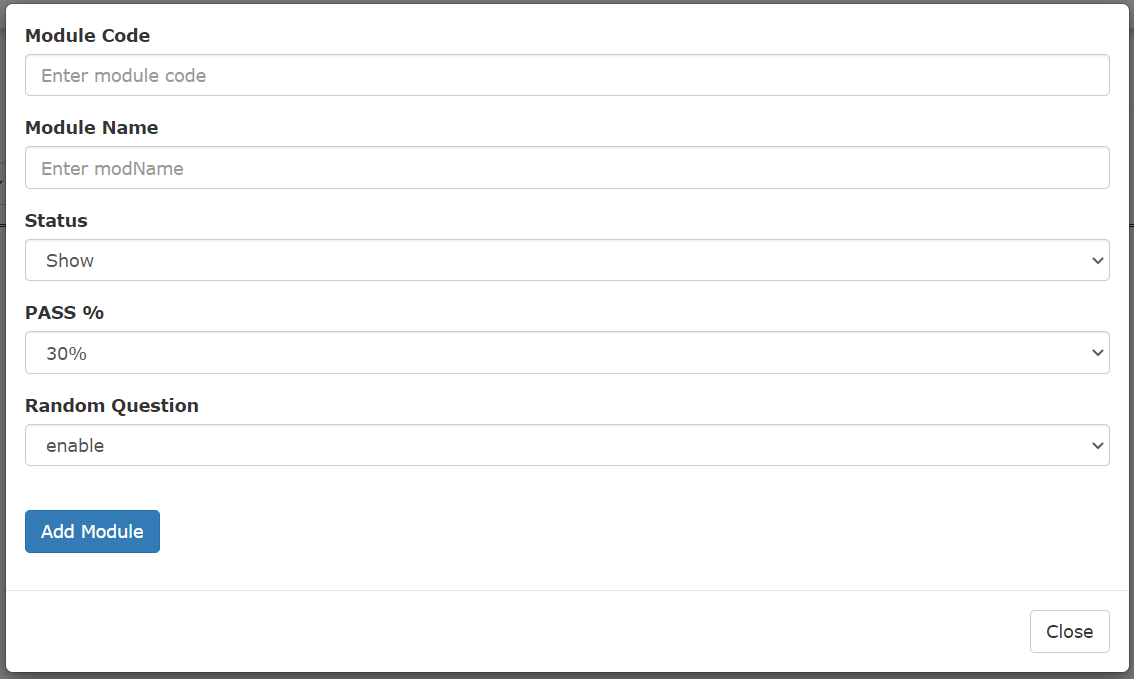 Module Code
Enter module code
Module Name
Enter modName
Status
Show
PASS %
30%
Random Question
enable
Add Module
Close